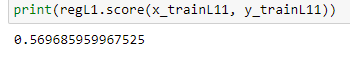 print(regL1.score(x_trainL11, y_trainL11))
0.569685959967525